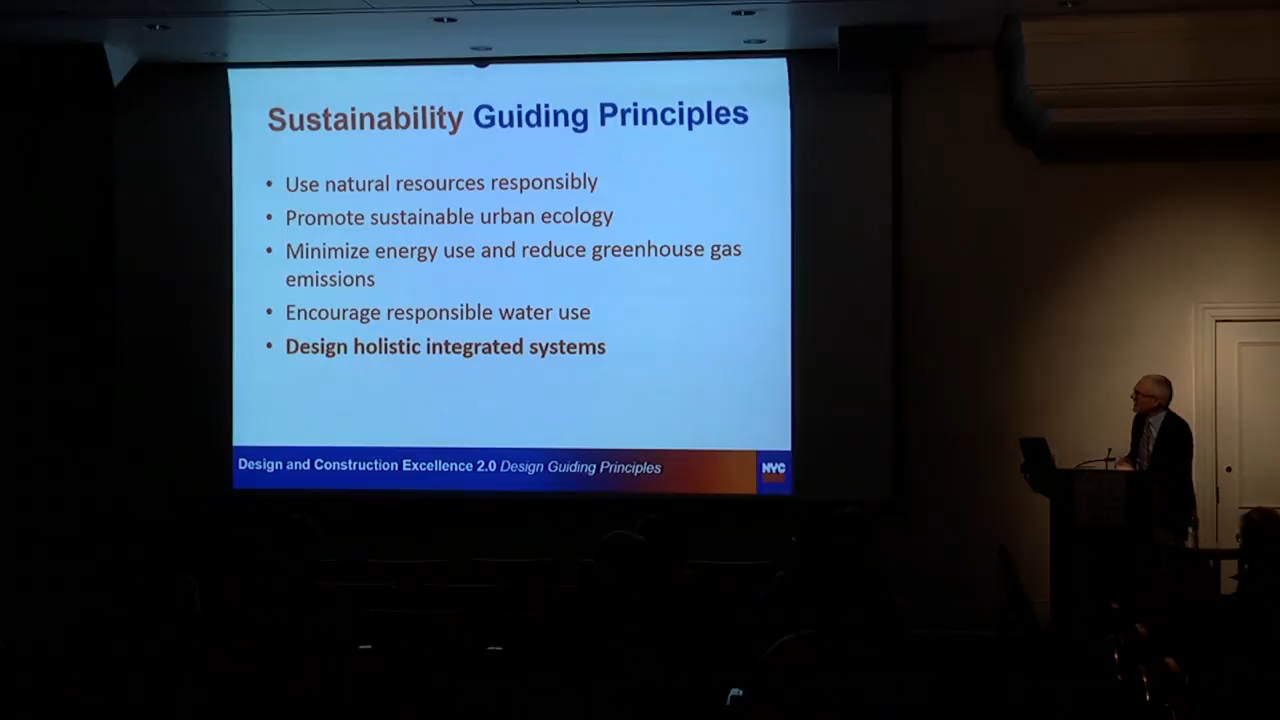 Sustainability Guiding Principles
• Use natural resources responsibly
• Promote sustainable urban ecology
• Minimize energy use and reduce greenhouse gas
emissions
• Encourage responsible water use
• Design holistic integrated systems
Design and Construction Excellence 2.0 Design Guiding Principles
NYC